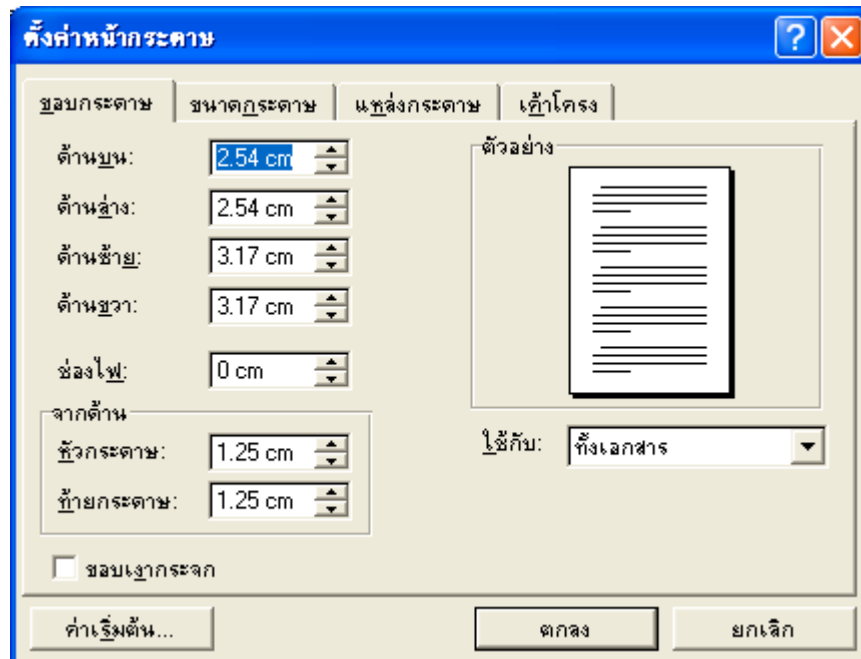 ตั้งค่าหน้ากระดาษ
ขอบกระดาษ ขนาดกระดาษ แหล่งกระดาษ เค้าโครง
ด้านบน: 2.54 cm
ด้านล่าง: 2.54 cm
ด้านซ้าย: 3.17 cm
ด้านขวา: 3.17 cm
ช่องไฟ: 0 cm
จากด้าน
หัวกระดาษ: 1.25 cm
ท้ายกระดาษ: 1.25 cm
ขอบเงากระจก
ตัวอย่าง
ใช้กับ: ทั้งเอกสาร
ค่าเริ่มต้น... ตกลง ยกเลิก